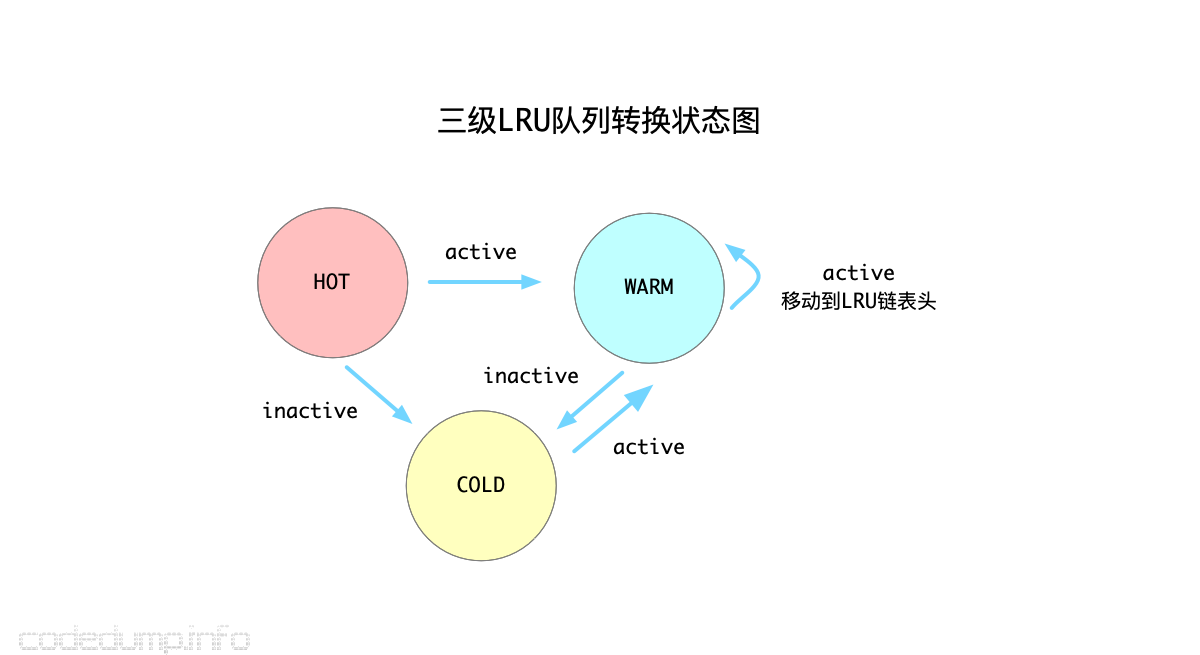 三级LRU队列转换状态图
active
HOT
WARM
active
移动到LRU链表头
inactive
inactive
active
COLD
codedump.info